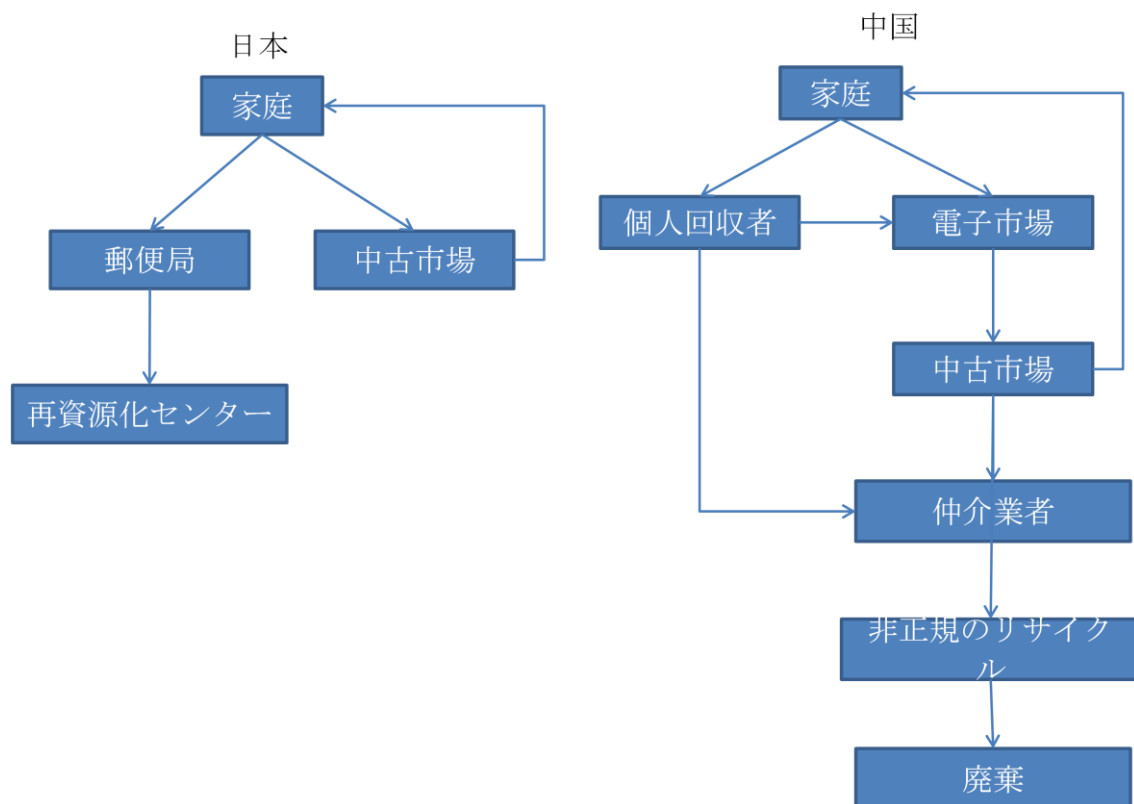 日本
家庭
郵便局
中古市場
再資源化センター
中国
家庭
個人回収者
電子市場
中古市場
仲介業者
非正規のリサイク
ル
廃棄